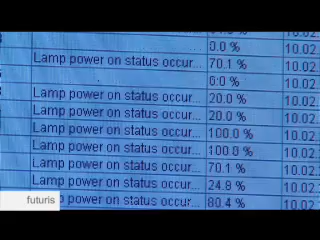 0.0 % 10.02.
Lamp power on status occur... 70.1 % 10.02.
0.0 % 10.02.
Lamp power on status occur... 20.0 % 10.02.
Lamp power on status occur... 20.0 % 10.02.
Lamp power on status occur... 100.0 % 10.02.
Lamp power on status occur... 100.0 % 10.02.
Lamp power on status occur... 70.1 % 10.02.
Lamp power on status occur... 24.8 % 10.02.
Lamp power on status occur... 80.4 % 10.02.
futuris